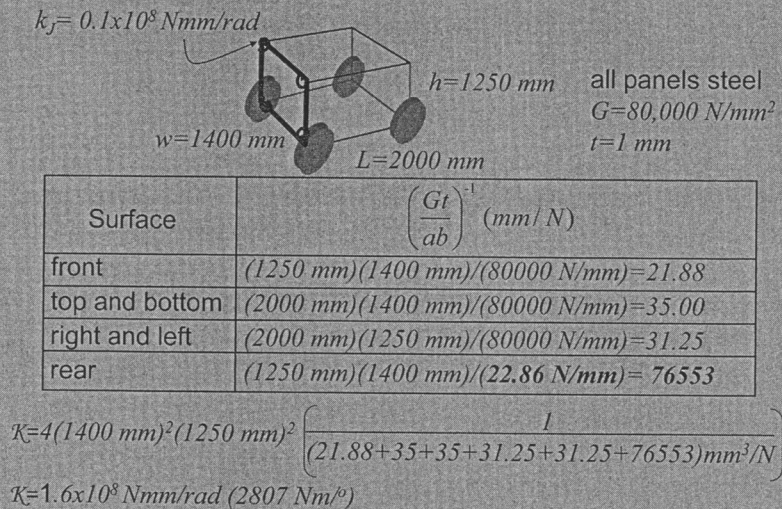 k_J= 0.1x10⁸ Nmm/rad
h=1250 mm
all panels steel
G=80,000 N/mm²
t=1 mm
w=1400 mm
L=2000 mm
Surface (Gt/ab)⁻¹ (mm/N)
front (1250 mm)(1400 mm)/(80000 N/mm)=21.88
top and bottom (2000 mm)(1400 mm)/(80000 N/mm)=35.00
right and left (2000 mm)(1250 mm)/(80000 N/mm)=31.25
rear (1250 mm)(1400 mm)/(22.86 N/mm)= 76553
K=4(1400 mm)²(1250 mm)² (1/(21.88+35+35+31.25+31.25+76553)mm³/N)
K=1.6x10⁸ Nmm/rad (2807 Nm/º)